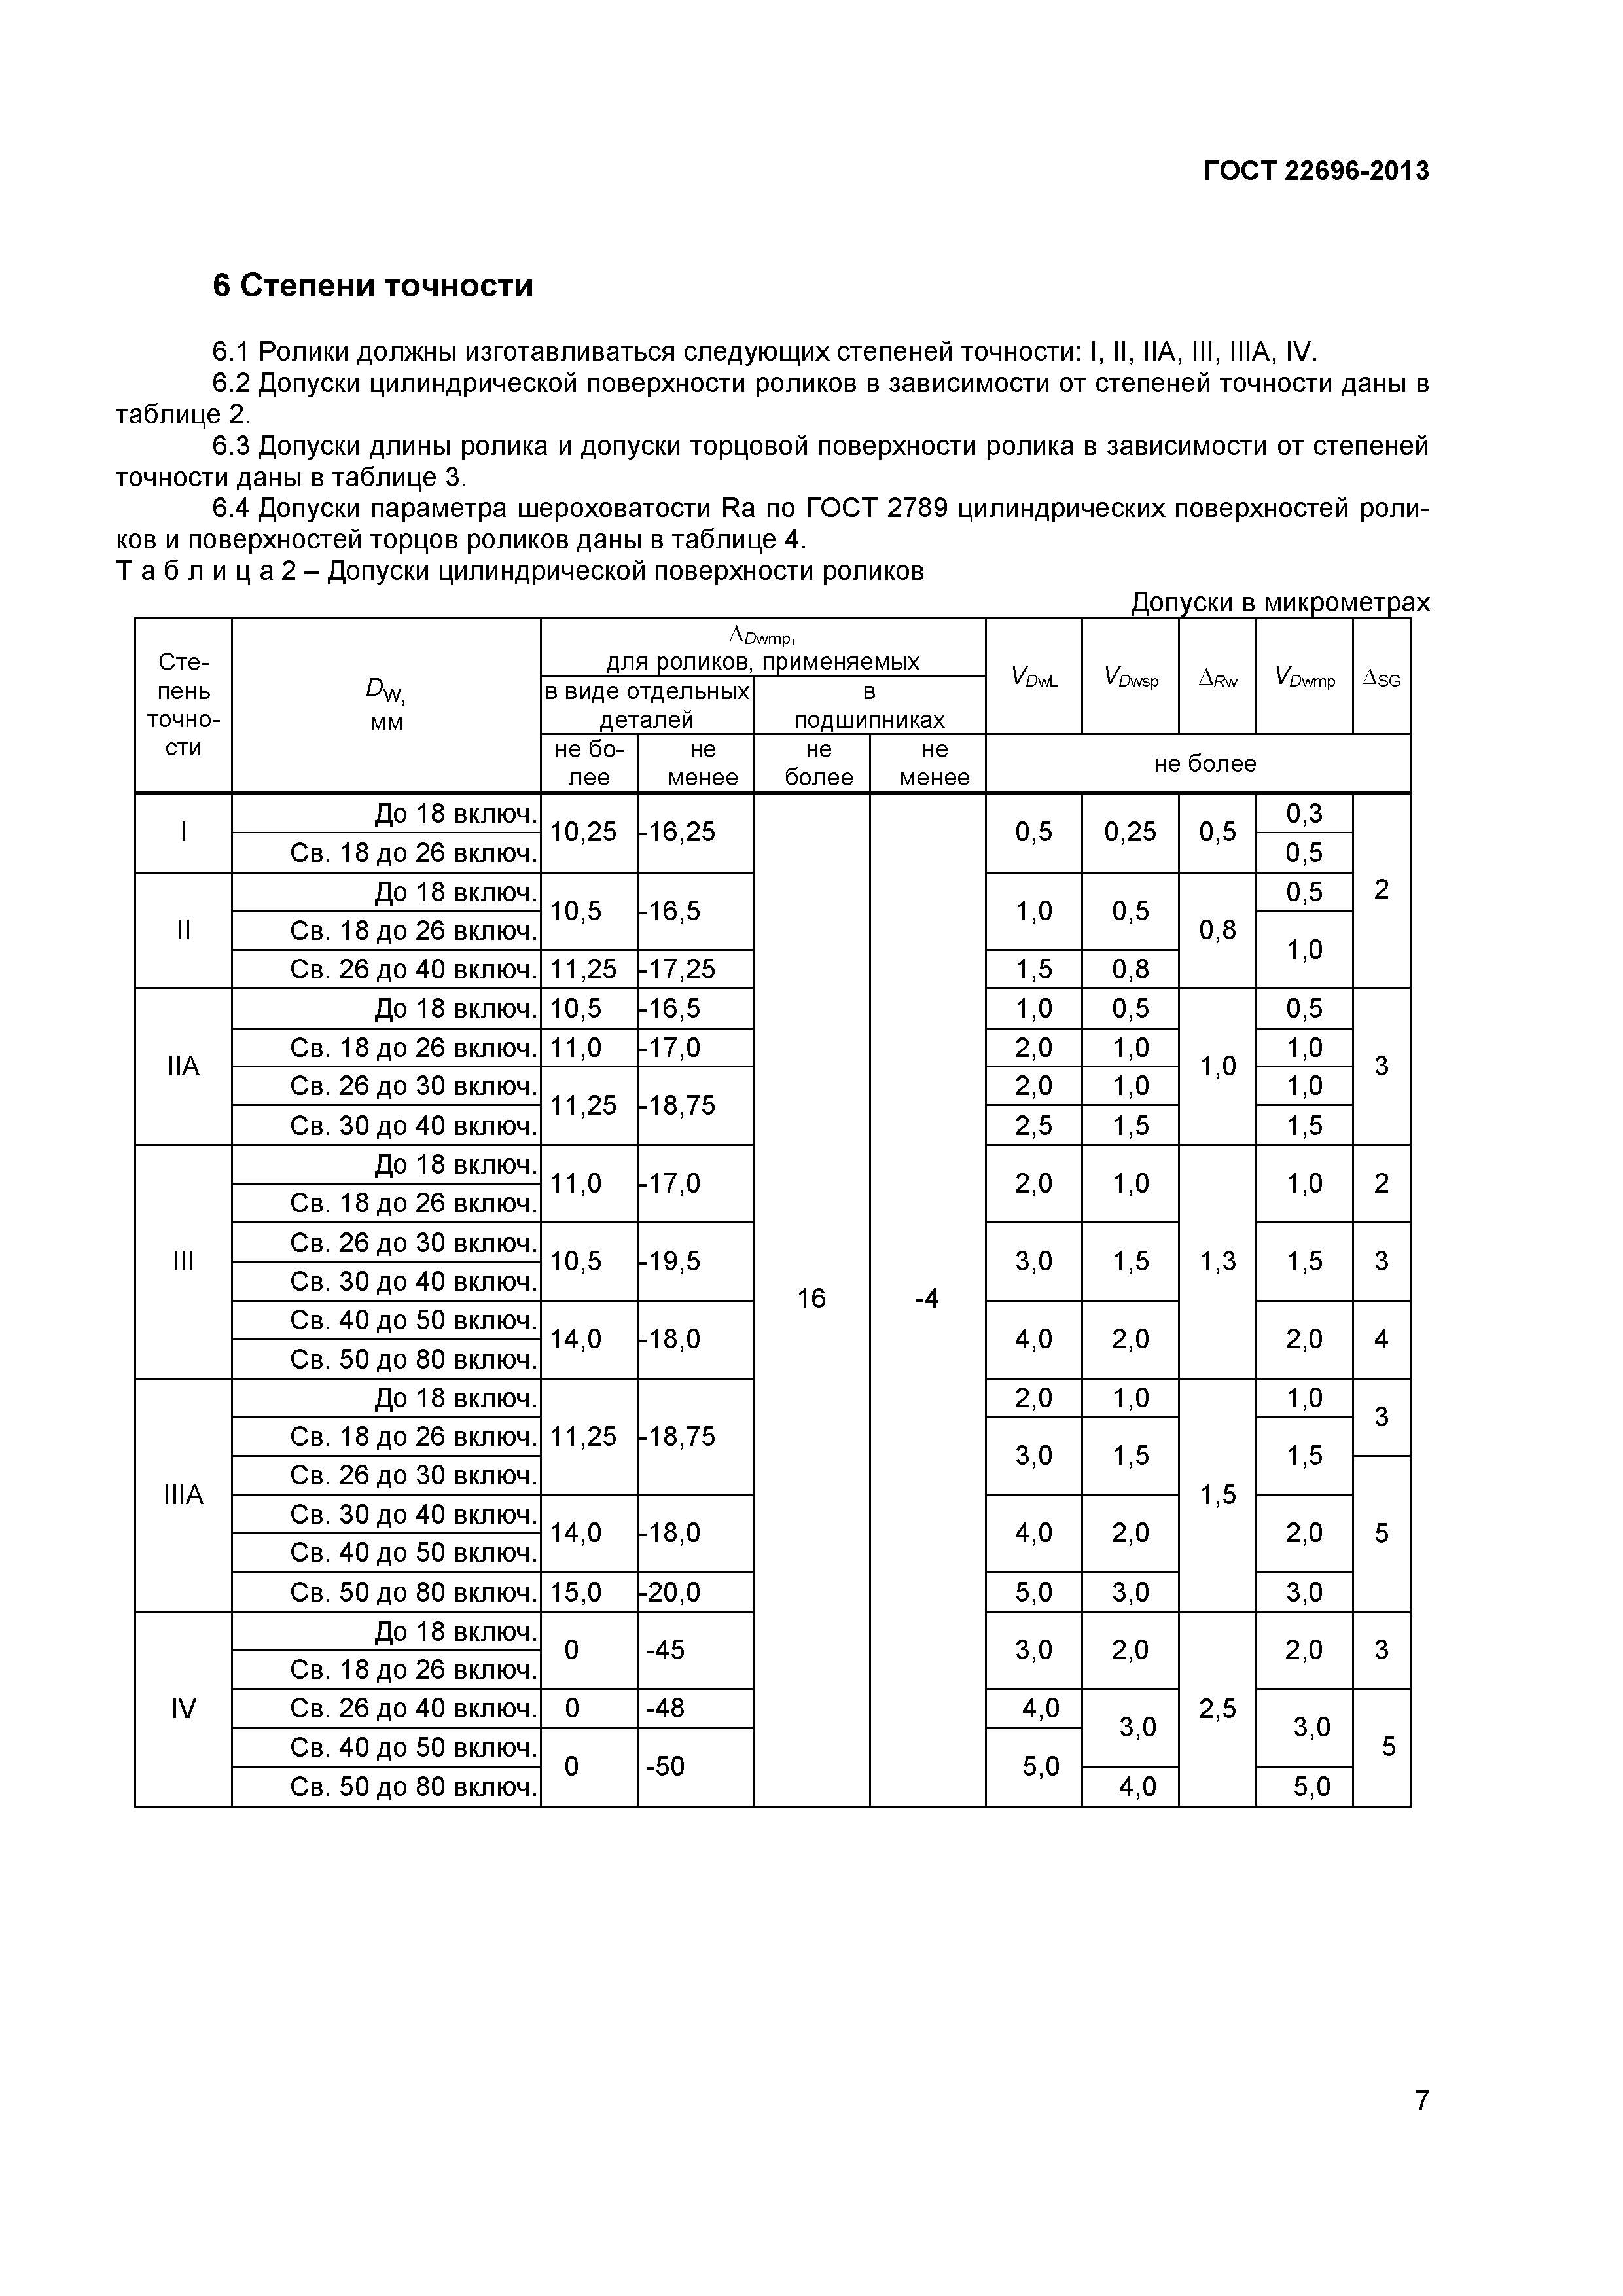 ГОСТ 22696-2013
6 Степени точности
6.1 Ролики должны изготавливаться следующих степеней точности: I, II, IIА, III, IIIА, IV.
6.2 Допуски цилиндрической поверхности роликов в зависимости от степеней точности даны в
таблице 2.
6.3 Допуски длины ролика и допуски торцовой поверхности ролика в зависимости от степеней
точности даны в таблице 3.
6.4 Допуски параметра шероховатости Ra по ГОСТ 2789 цилиндрических поверхностей роли-
ков и поверхностей торцов роликов даны в таблице 4.
Т а б л и ц а 2 – Допуски цилиндрической поверхности роликов
Допуски в микрометрах
Сте-
пень
точно-
сти
DW,
мм
ΔDwmp,
для роликов, применяемых
в виде отдельных
деталей
в
подшипниках
не бо-
лее
не
менее
не
более
не
менее
VDwL VDwsp ΔRw VDwmp ΔSG
не более
I
До 18 включ. 10,25 -16,25 16 -4 0,5 0,25 0,5 0,3 2
Св. 18 до 26 включ. 0,5
II
До 18 включ. 10,5 -16,5 1,0 0,5 0,8 0,5
Св. 18 до 26 включ. 1,0
Св. 26 до 40 включ. 11,25 -17,25 1,5 0,8
IIА
До 18 включ. 10,5 -16,5 1,0 0,5 1,0 0,5 3
Св. 18 до 26 включ. 11,0 -17,0 2,0 1,0 1,0
Св. 26 до 30 включ. 11,25 -18,75 2,0 1,0 1,0
Св. 30 до 40 включ. 2,5 1,5 1,5
III
До 18 включ. 11,0 -17,0 2,0 1,0 1,3 1,0 2
Св. 18 до 26 включ.
Св. 26 до 30 включ. 10,5 -19,5 3,0 1,5 1,5 3
Св. 30 до 40 включ.
Св. 40 до 50 включ. 14,0 -18,0 4,0 2,0 2,0 4
Св. 50 до 80 включ.
IIIА
До 18 включ. 11,25 -18,75 2,0 1,0 1,5 1,0 3
Св. 18 до 26 включ. 3,0 1,5 1,5
Св. 26 до 30 включ. 5
Св. 30 до 40 включ. 14,0 -18,0 4,0 2,0 2,0
Св. 40 до 50 включ.
Св. 50 до 80 включ. 15,0 -20,0 5,0 3,0 3,0
IV
До 18 включ. 0 -45 3,0 2,0 2,5 2,0 3
Св. 18 до 26 включ.
Св. 26 до 40 включ. 0 -48 4,0 3,0 3,0 5
Св. 40 до 50 включ. 0 -50 5,0
Св. 50 до 80 включ. 4,0 5,0
7